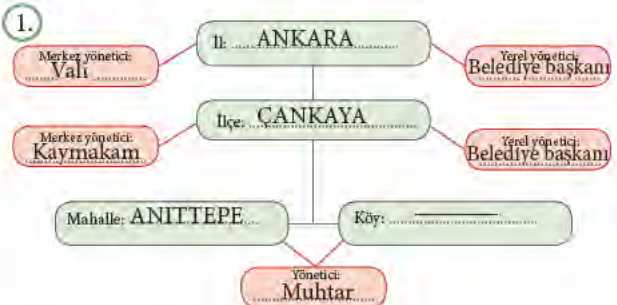 1.
İl: ANKARA
Merkez yönetici:
Vali
Yerel yönetici:
Belediye başkanı
İlçe: ÇANKAYA
Merkez yönetici:
Kaymakam
Yerel yönetici:
Belediye başkanı
Mahalle: ANITTEPE
Köy:
Yönetici:
Muhtar